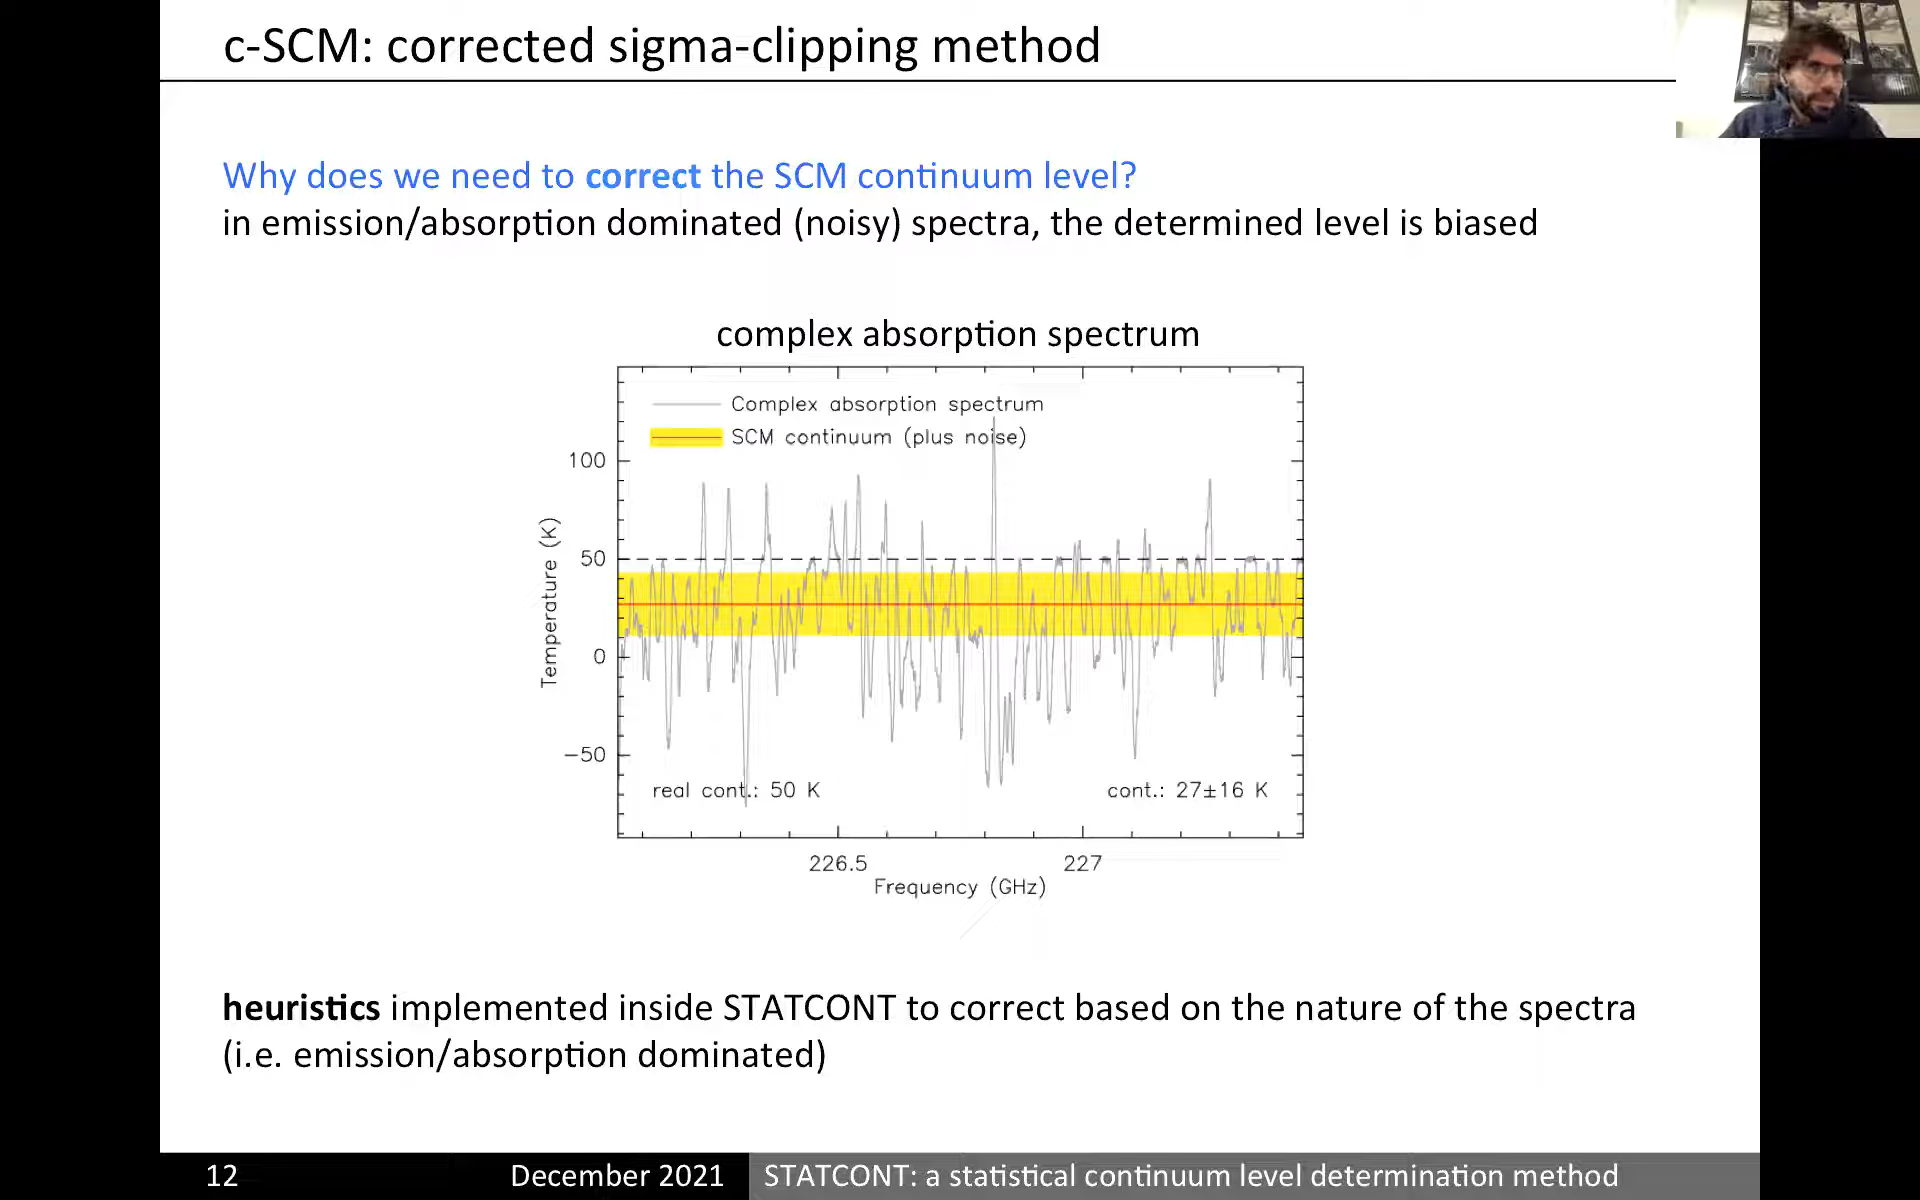 c-SCM: corrected sigma-clipping method
Why does we need to correct the SCM continuum level?
in emission/absorption dominated (noisy) spectra, the determined level is biased
complex absorption spectrum
Complex absorption spectrum
SCM continuum (plus noise)
100
50
0
−50
Temperature (K)
real cont.: 50 K
cont.: 27±16 K
226.5
227
Frequency (GHz)
heuristics implemented inside STATCONT to correct based on the nature of the spectra
(i.e. emission/absorption dominated)
12
December 2021
STATCONT: a statistical continuum level determination method